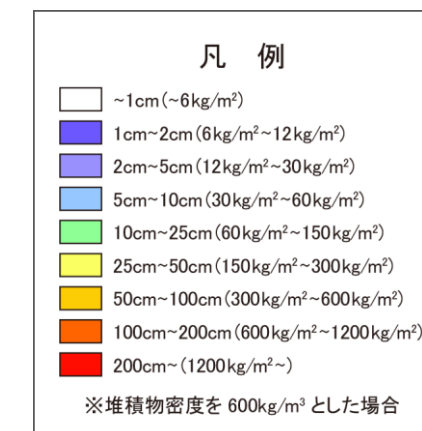 凡 例
~1cm(~6kg/m²)
1cm~2cm(6kg/m²~12kg/m²)
2cm~5cm(12kg/m²~30kg/m²)
5cm~10cm(30kg/m²~60kg/m²)
10cm~25cm(60kg/m²~150kg/m²)
25cm~50cm(150kg/m²~300kg/m²)
50cm~100cm(300kg/m²~600kg/m²)
100cm~200cm(600kg/m²~1200kg/m²)
200cm~(1200kg/m²~)
※堆積物密度を 600kg/m³ とした場合